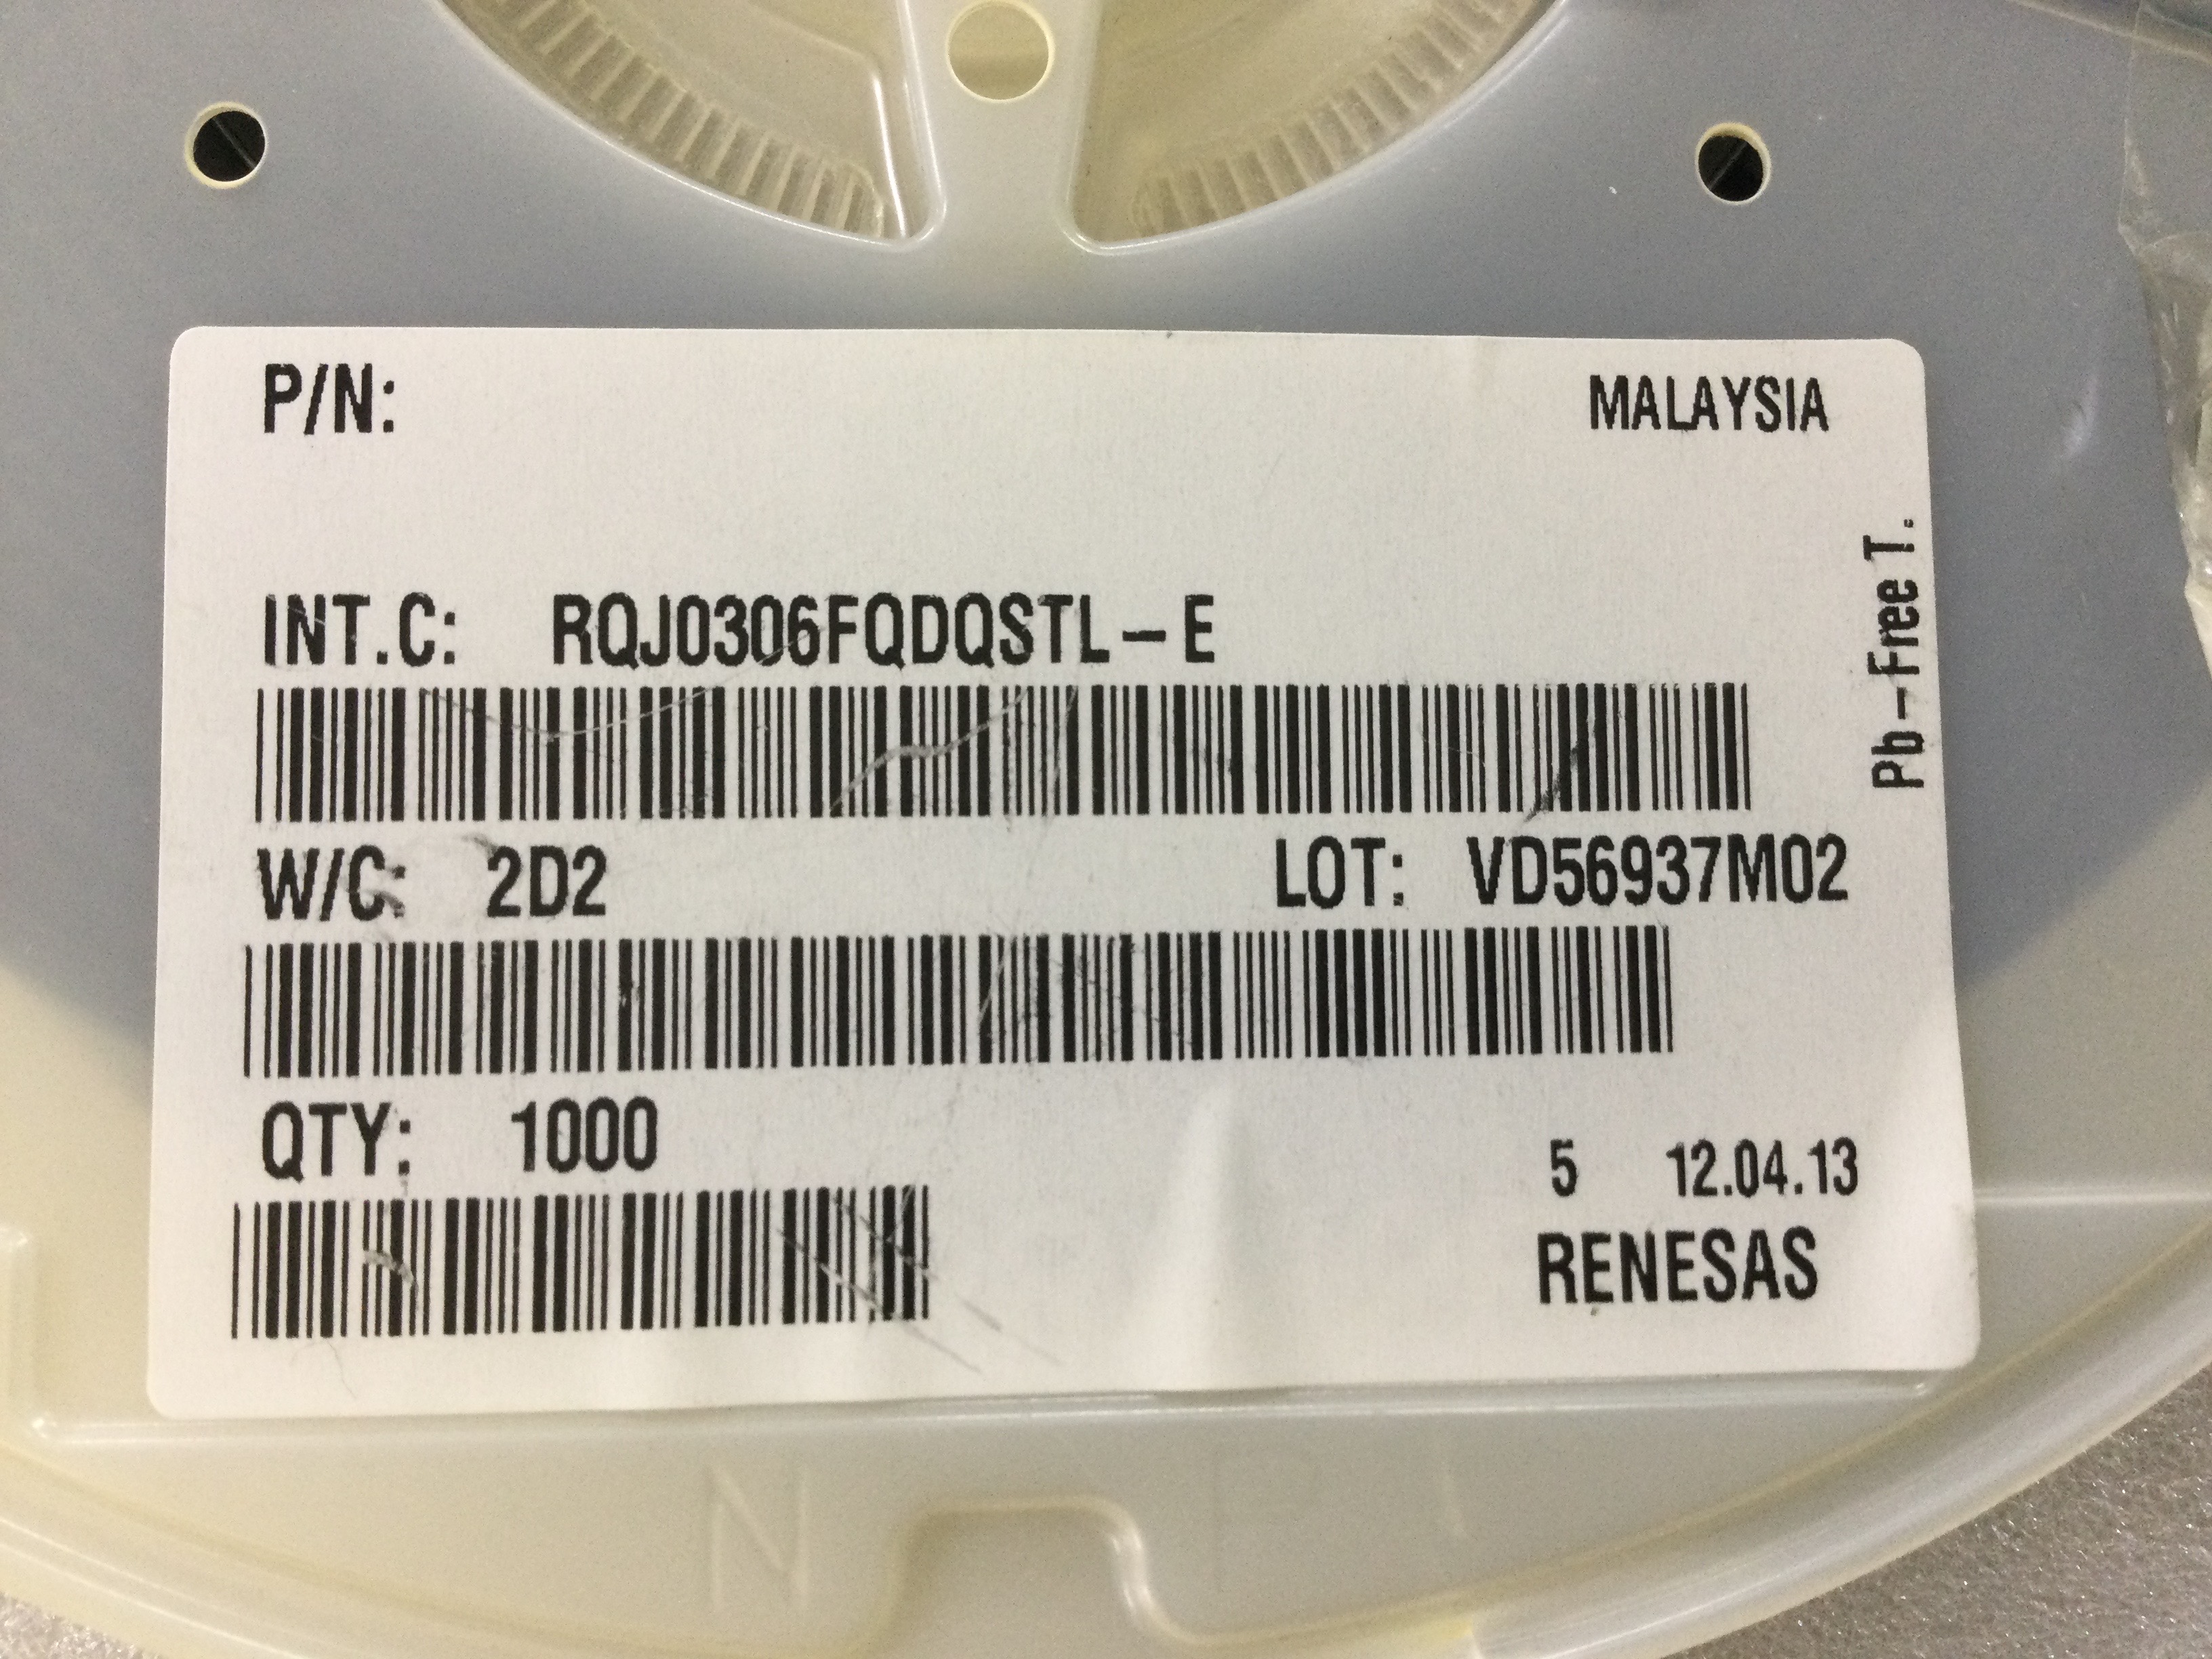 P/N: MALAYSIA
Pb-Free T.
INT.C: RQJ0306FQDQSTL-E
W/C: 2D2 LOT: VD56937M02
QTY: 1000
5 12.04.13
RENESAS
N P